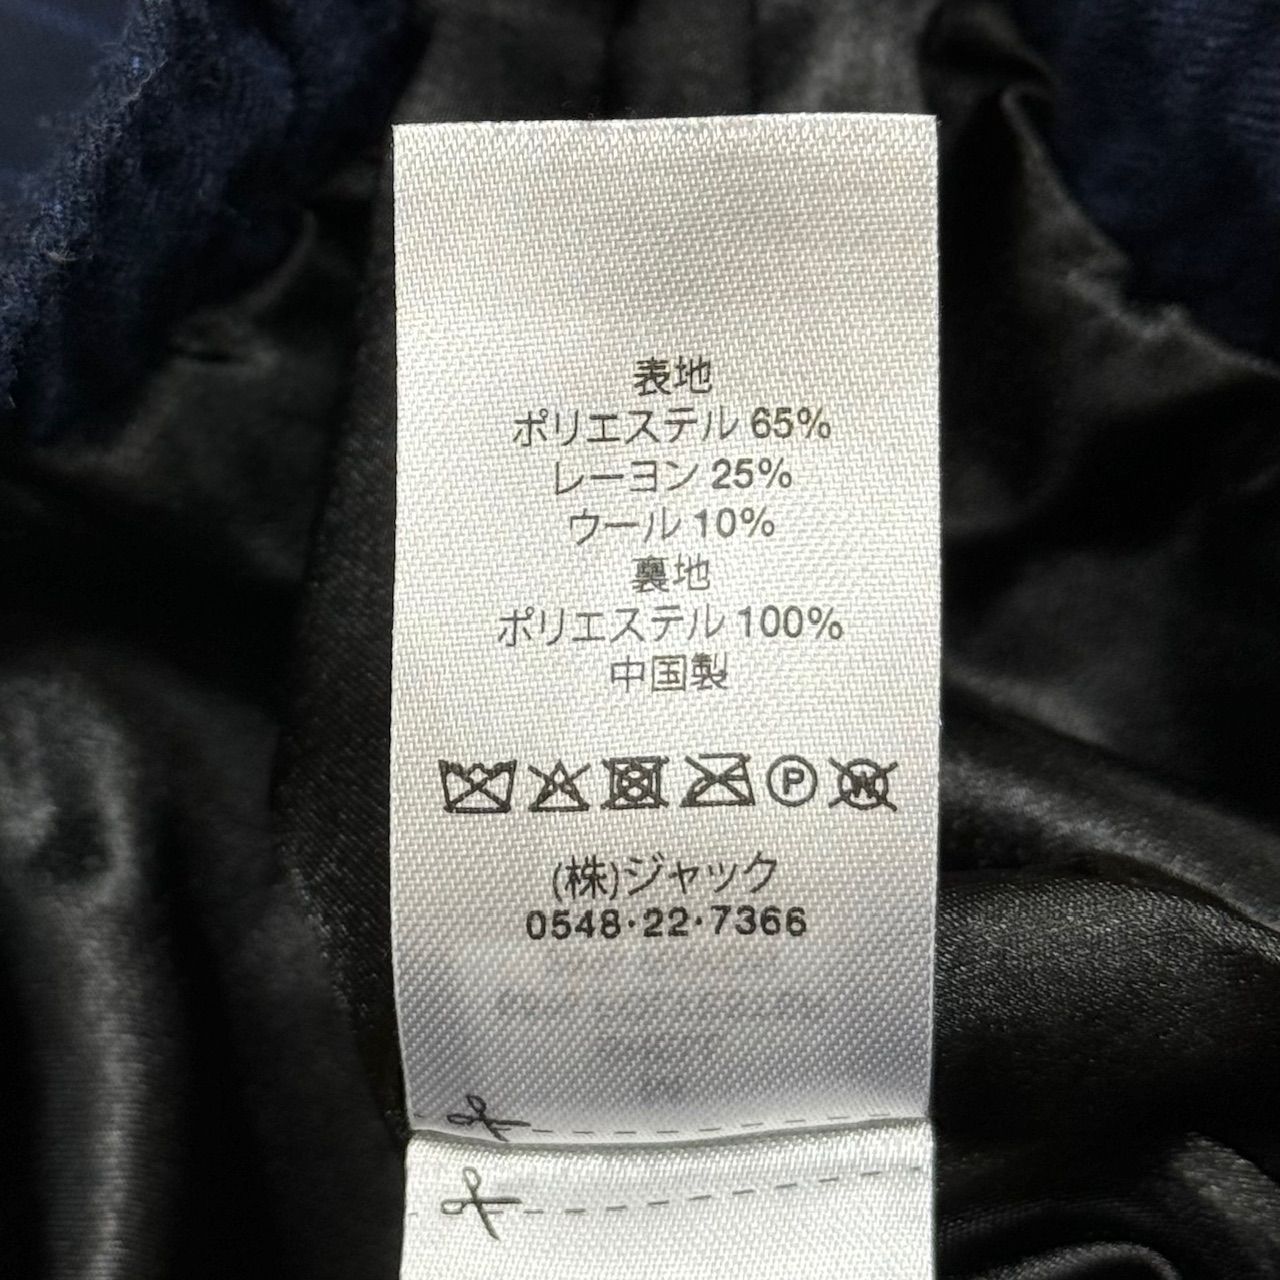 表地
ポリエステル 65%
レーヨン 25%
ウール 10%
裏地
ポリエステル 100%
中国製
P W
(株)ジャック
0548·22·7366